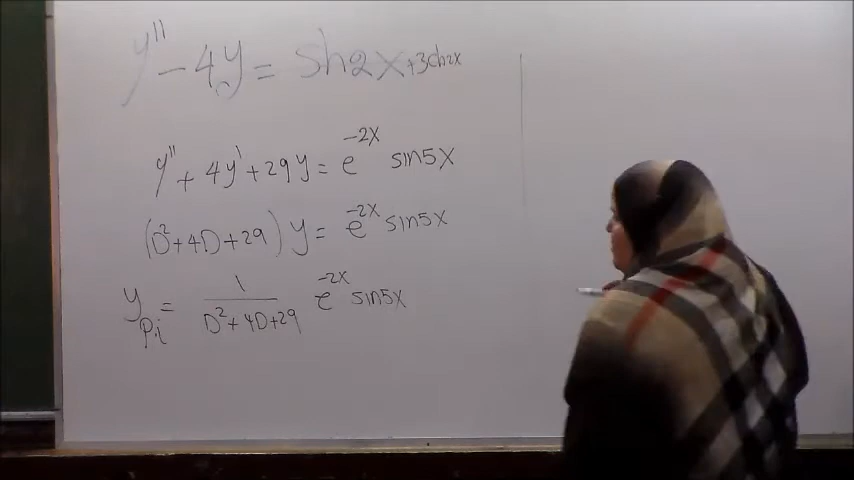 y'' - 4y = sh2x + 3ch2x
y'' + 4y' + 29y = e^{-2x} sin5x
(D² + 4D + 29) y = e^{-2x} sin5x
y_{P.i} = \frac{1}{D² + 4D + 29} e^{-2x} sin5x